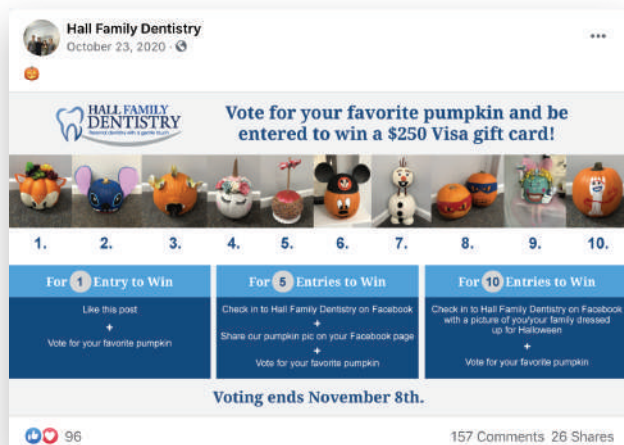 Hall Family Dentistry
October 23, 2020
HALL FAMILY
DENTISTRY
Personal dentistry with a gentle touch.
Vote for your favorite pumpkin and be
entered to win a $250 Visa gift card!
1. 2. 3. 4. 5. 6. 7. 8. 9. 10.
For 1 Entry to Win
Like this post
+
Vote for your favorite pumpkin
For 5 Entries to Win
Check in to Hall Family Dentistry on Facebook
+
Share our pumpkin pic on your Facebook page
+
Vote for your favorite pumpkin
For 10 Entries to Win
Check in to Hall Family Dentistry on Facebook
with a picture of you/your family dressed
up for Halloween
+
Vote for your favorite pumpkin
Voting ends November 8th.
96
157 Comments 26 Shares